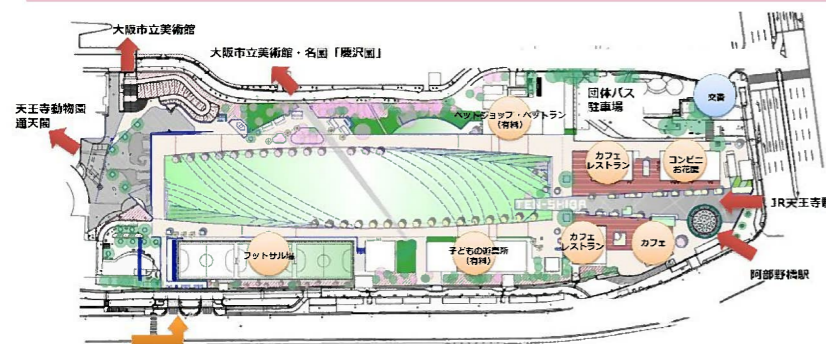 大阪市立美術館
大阪市立美術館・名園「慶沢園」
天王寺動物園
通天閣
団体バス
駐車場
交番
ペットショップ・ペットラン
(有料)
カフェ
レストラン
コンビニ
お花屋
TEN-SHIBA
JR天王寺駅
フットサル場
子どもの遊戯所
(有料)
カフェ
レストラン
カフェ
阿部野橋駅